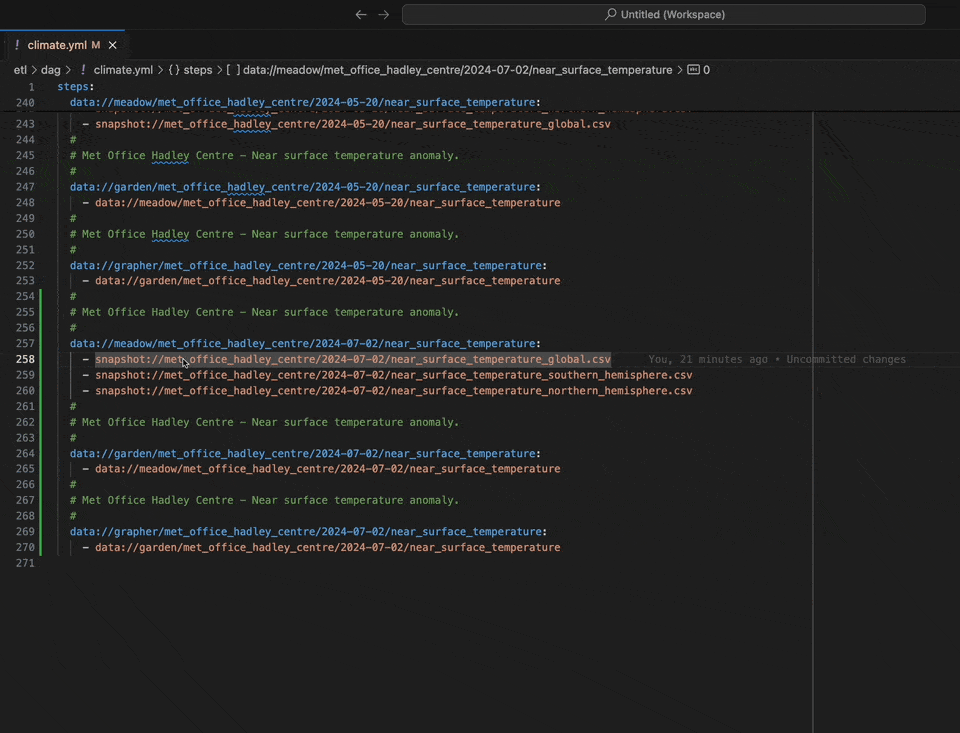 Untitled (Workspace)
! climate.yml M ×
etl > dag > ! climate.yml > {} steps > [ ] data://meadow/met_office_hadley_centre/2024-07-02/near_surface_temperature > 0
1 steps:
240 data://meadow/met_office_hadley_centre/2024-05-20/near_surface_temperature:
243 - snapshot://met_office_hadley_centre/2024-05-20/near_surface_temperature_global.csv
244 #
245 # Met Office Hadley Centre - Near surface temperature anomaly.
246 #
247 data://garden/met_office_hadley_centre/2024-05-20/near_surface_temperature:
248 - data://meadow/met_office_hadley_centre/2024-05-20/near_surface_temperature
249 #
250 # Met Office Hadley Centre - Near surface temperature anomaly.
251 #
252 data://grapher/met_office_hadley_centre/2024-05-20/near_surface_temperature:
253 - data://garden/met_office_hadley_centre/2024-05-20/near_surface_temperature
254 #
255 # Met Office Hadley Centre - Near surface temperature anomaly.
256 #
257 data://meadow/met_office_hadley_centre/2024-07-02/near_surface_temperature:
258 - snapshot://met_office_hadley_centre/2024-07-02/near_surface_temperature_global.csv You, 21 minutes ago • Uncommitted changes
259 - snapshot://met_office_hadley_centre/2024-07-02/near_surface_temperature_southern_hemisphere.csv
260 - snapshot://met_office_hadley_centre/2024-07-02/near_surface_temperature_northern_hemisphere.csv
261 #
262 # Met Office Hadley Centre - Near surface temperature anomaly.
263 #
264 data://garden/met_office_hadley_centre/2024-07-02/near_surface_temperature:
265 - data://meadow/met_office_hadley_centre/2024-07-02/near_surface_temperature
266 #
267 # Met Office Hadley Centre - Near surface temperature anomaly.
268 #
269 data://grapher/met_office_hadley_centre/2024-07-02/near_surface_temperature:
270 - data://garden/met_office_hadley_centre/2024-07-02/near_surface_temperature
271